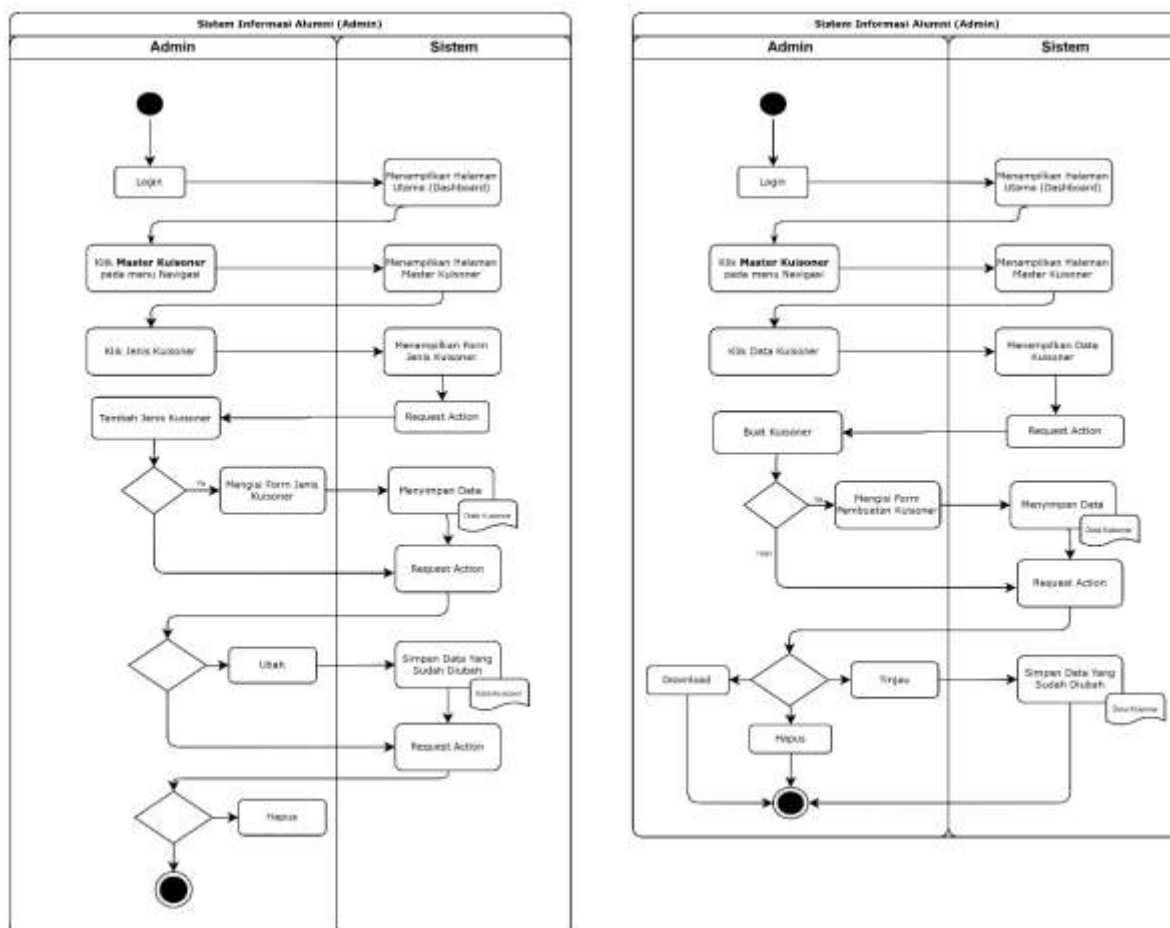 Sistem Informasi Alumni (Admin)
Admin
Sistem
Login
Menampilkan Halaman
Utama (Dashboard)
Klik Master Kuisoner
pada menu Navigasi
Menampilkan Halaman
Master Kuisoner
Klik Jenis Kuisoner
Menampilkan Form
Jenis Kuisoner
Tambah Jenis Kuisoner
Request Action
Ya
Mengisi Form Jenis
Kuisoner
Menyimpan Data
Request Action
Ubah
Simpan Data Yang
Sudah Diubah
Request Action
Hapus
Sistem Informasi Alumni (Admin)
Admin
Sistem
Login
Menampilkan Halaman
Utama (Dashboard)
Klik Master Kuisoner
pada menu Navigasi
Menampilkan Halaman
Master Kuisoner
Klik Data Kuisoner
Menampilkan Data
Kuisoner
Buat Kuisoner
Request Action
Ya
Mengisi Form
Pembuatan Kuisoner
Menyimpan Data
Data Kuisoner
Request Action
Download
Tinjau
Simpan Data Yang
Sudah Diubah
Data Kuisoner
Hapus